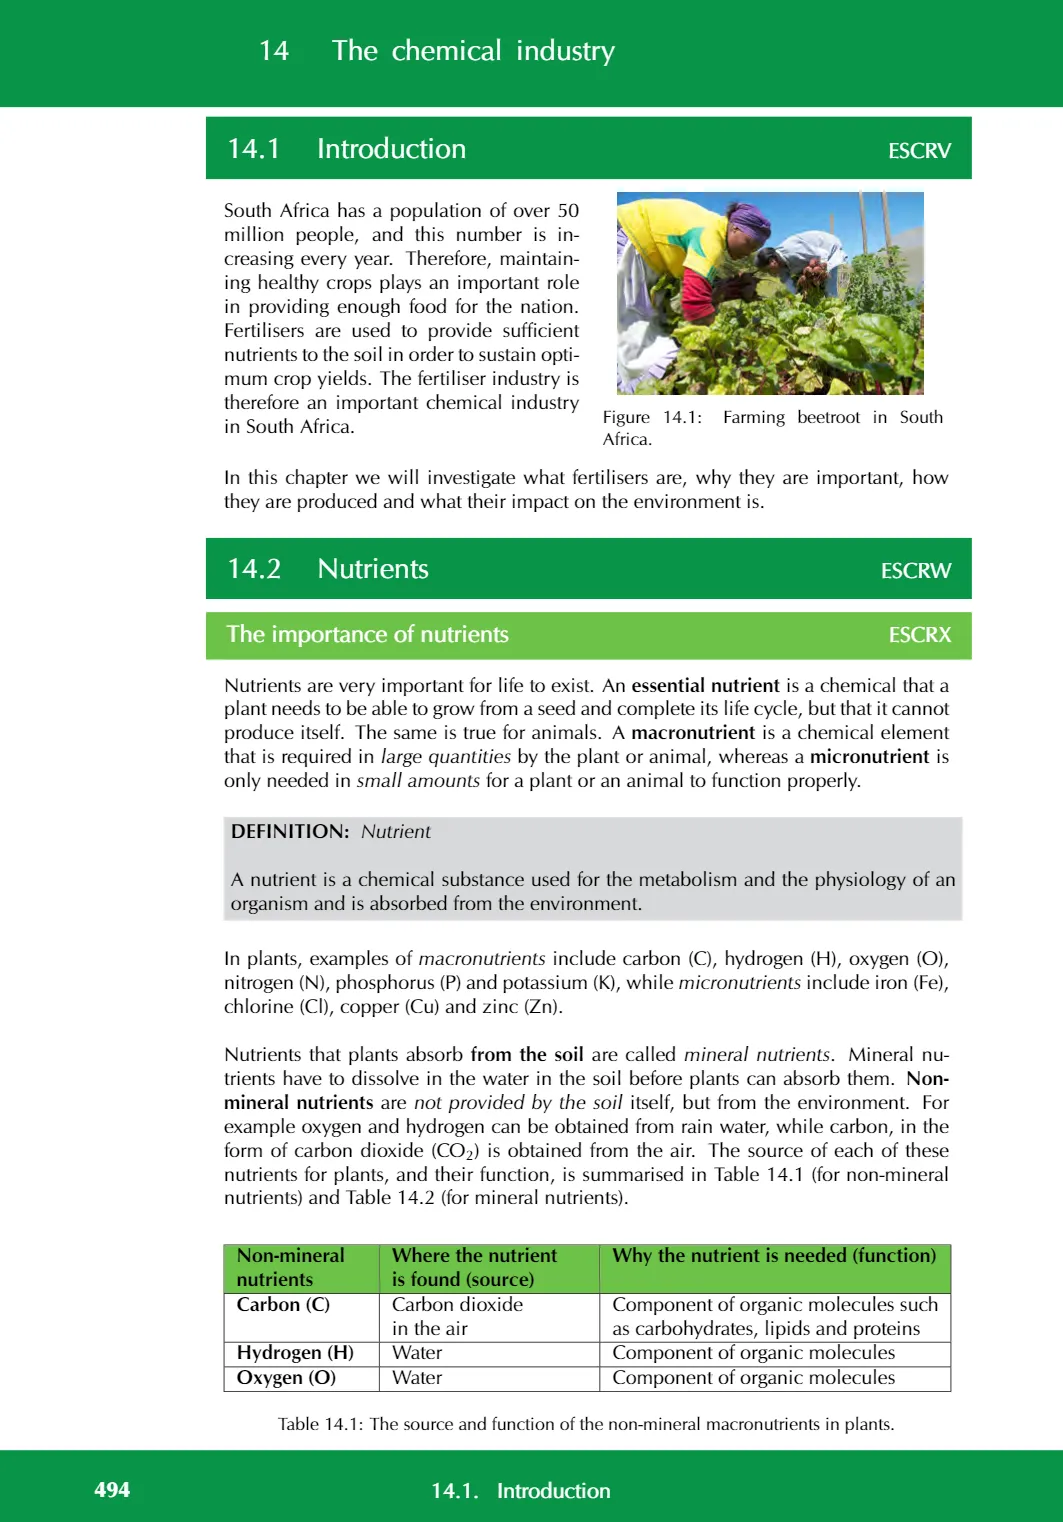 14 The chemical industry
14.1 Introduction ESCRV
South Africa has a population of over 50
million people, and this number is in-
creasing every year. Therefore, maintain-
ing healthy crops plays an important role
in providing enough food for the nation.
Fertilisers are used to provide sufficient
nutrients to the soil in order to sustain opti-
mum crop yields. The fertiliser industry is
therefore an important chemical industry
in South Africa.
Figure 14.1: Farming beetroot in South
Africa.
In this chapter we will investigate what fertilisers are, why they are important, how
they are produced and what their impact on the environment is.
14.2 Nutrients ESCRW
The importance of nutrients ESCRX
Nutrients are very important for life to exist. An essential nutrient is a chemical that a
plant needs to be able to grow from a seed and complete its life cycle, but that it cannot
produce itself. The same is true for animals. A macronutrient is a chemical element
that is required in large quantities by the plant or animal, whereas a micronutrient is
only needed in small amounts for a plant or an animal to function properly.
DEFINITION: Nutrient
A nutrient is a chemical substance used for the metabolism and the physiology of an
organism and is absorbed from the environment.
In plants, examples of macronutrients include carbon (C), hydrogen (H), oxygen (O),
nitrogen (N), phosphorus (P) and potassium (K), while micronutrients include iron (Fe),
chlorine (Cl), copper (Cu) and zinc (Zn).
Nutrients that plants absorb from the soil are called mineral nutrients. Mineral nu-
trients have to dissolve in the water in the soil before plants can absorb them. Non-
mineral nutrients are not provided by the soil itself, but from the environment. For
example oxygen and hydrogen can be obtained from rain water, while carbon, in the
form of carbon dioxide (CO₂) is obtained from the air. The source of each of these
nutrients for plants, and their function, is summarised in Table 14.1 (for non-mineral
nutrients) and Table 14.2 (for mineral nutrients).
Non-mineral Where the nutrient Why the nutrient is needed (function)
nutrients is found (source)
Carbon (C) Carbon dioxide Component of organic molecules such
in the air as carbohydrates, lipids and proteins
Hydrogen (H) Water Component of organic molecules
Oxygen (O) Water Component of organic molecules
Table 14.1: The source and function of the non-mineral macronutrients in plants.
494 14.1. Introduction